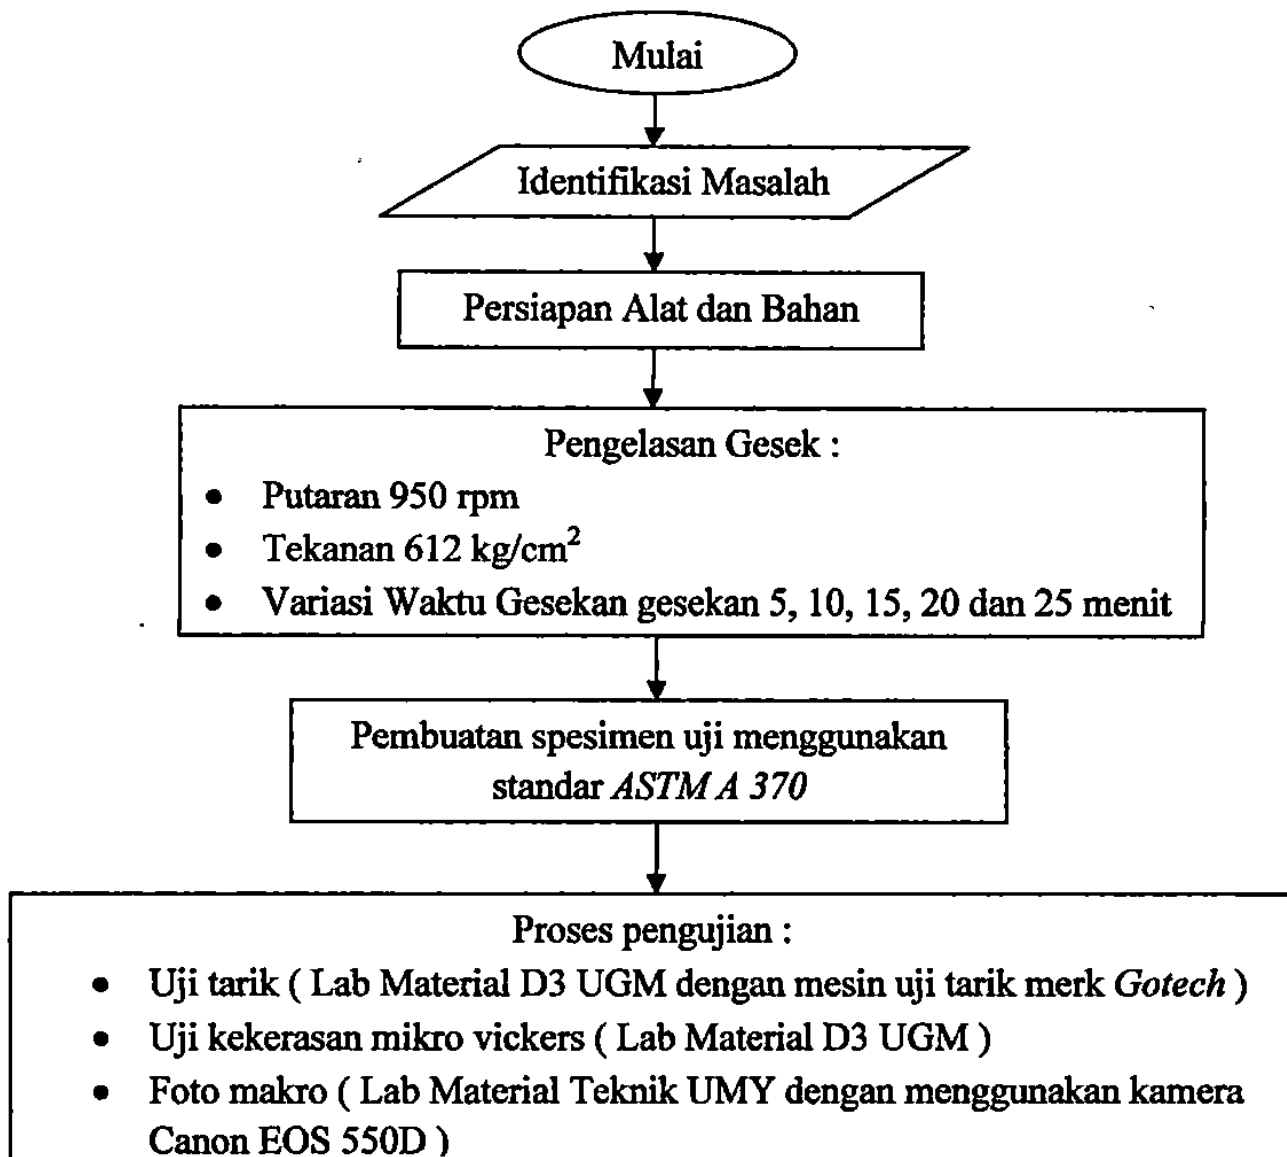 Mulai
Identifikasi Masalah
Persiapan Alat dan Bahan
Pengelasan Gesek :
• Putaran 950 rpm
• Tekanan 612 kg/cm²
• Variasi Waktu Gesekan gesekan 5, 10, 15, 20 dan 25 menit
Pembuatan spesimen uji menggunakan
standar ASTM A 370
Proses pengujian :
• Uji tarik ( Lab Material D3 UGM dengan mesin uji tarik merk Gotech )
• Uji kekerasan mikro vickers ( Lab Material D3 UGM )
• Foto makro ( Lab Material Teknik UMY dengan menggunakan kamera
Canon EOS 550D )